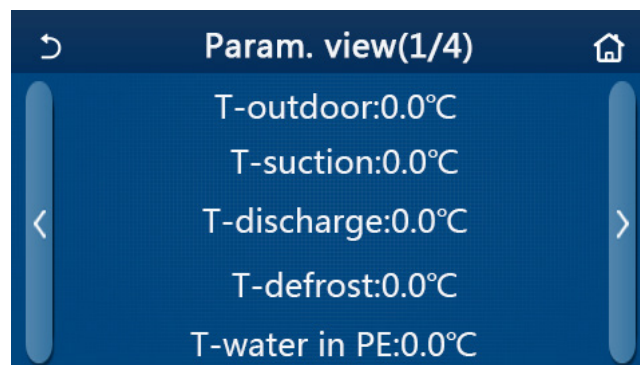 Param. view(1/4)
T-outdoor:0.0℃
T-suction:0.0℃
T-discharge:0.0℃
T-defrost:0.0℃
T-water in PE:0.0℃